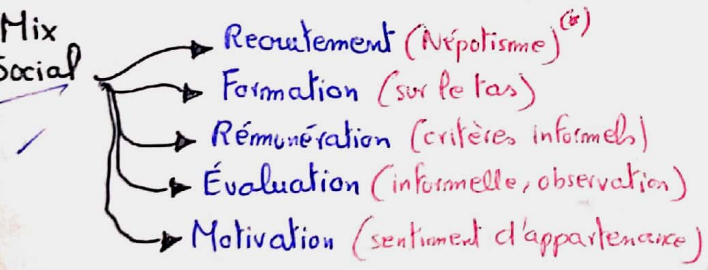 Mix
Social
Recrutement (Népotisme)
Formation (sur le tas)
Rémunération (critères informels)
Évaluation (informelle, observation)
Motivation (sentiment d'appartenance)